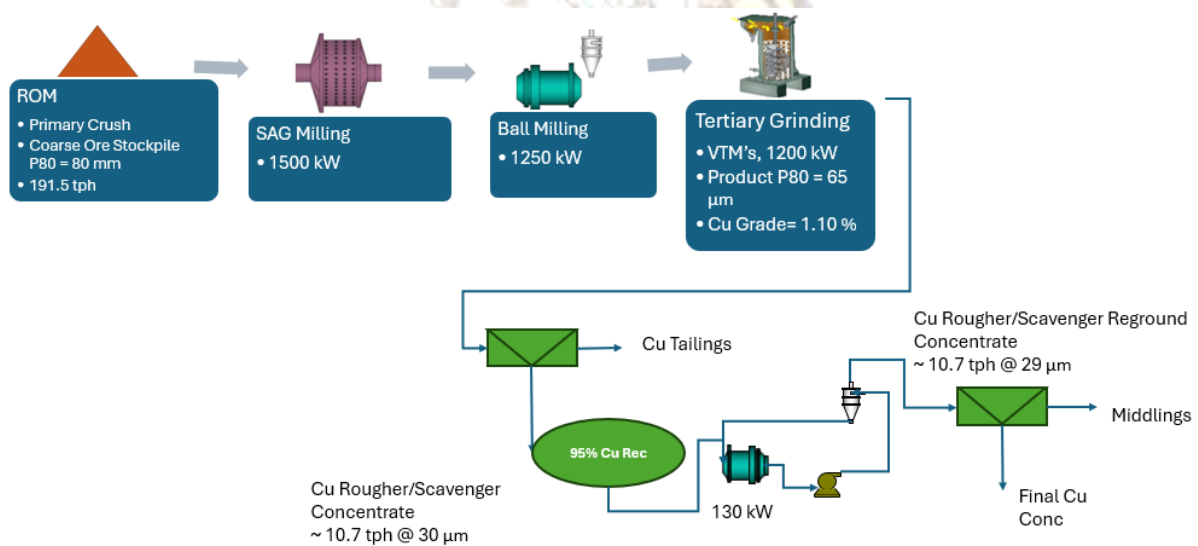 ROM
• Primary Crush
• Coarse Ore Stockpile
P80 = 80 mm
• 191.5 tph
SAG Milling
• 1500 kW
Ball Milling
• 1250 kW
Tertiary Grinding
• VTM's, 1200 kW
• Product P80 = 65
µm
• Cu Grade= 1.10 %
Cu Tailings
Cu Rougher/Scavenger Reground
Concentrate
~ 10.7 tph @ 29 µm
Middlings
95% Cu Rec
Cu Rougher/Scavenger
Concentrate
~ 10.7 tph @ 30 µm
130 kW
Final Cu
Conc